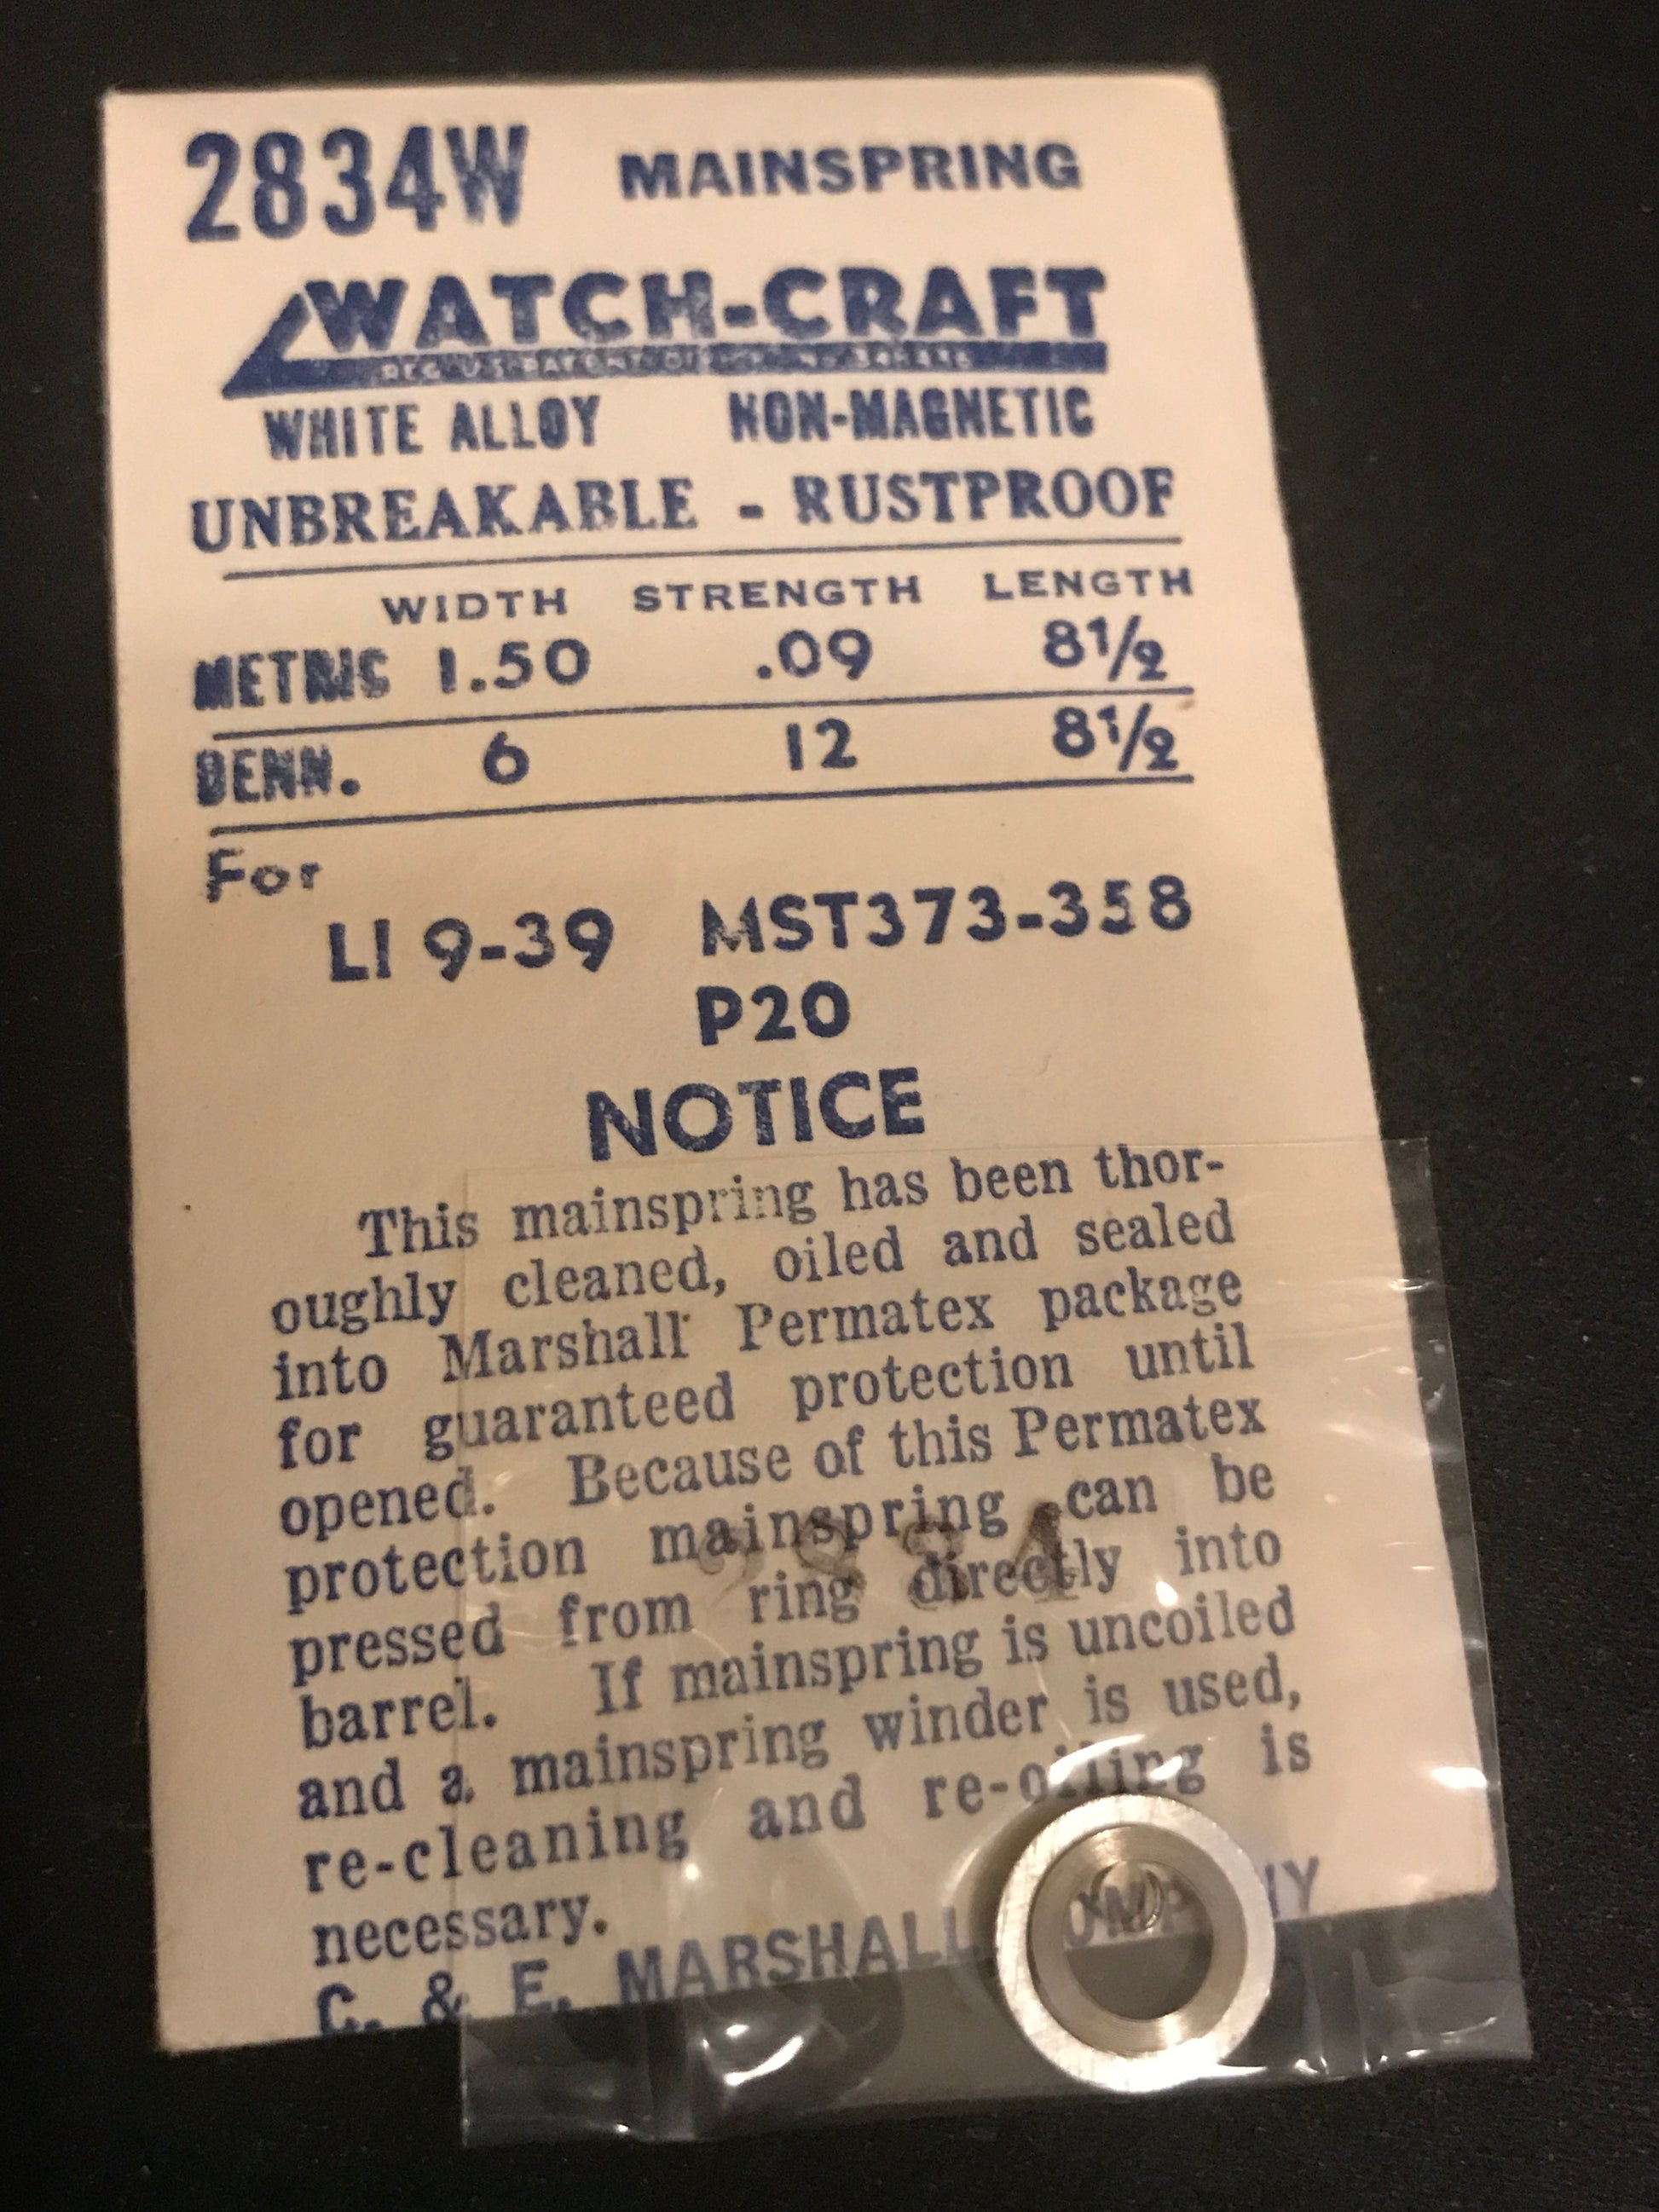 2834W MAINSPRING
WATCH-CRAFT
REG. U.S. PATENT
WHITE ALLOY NON-MAGNETIC
UNBREAKABLE - RUSTPROOF
WIDTH STRENGTH LENGTH
METRIC 1.50 .09 8½
DENN. 6 12 8½
For
LI 9-39 MST373-358
P20
NOTICE
This mainspring has been thor-
oughly cleaned, oiled and sealed
into Marshall Permatex package
for guaranteed protection until
opened. Because of this Permatex
protection mainspring can be
pressed from ring directly into
barrel. If mainspring is uncoiled
and a mainspring winder is used,
re-cleaning and re-oiling is
necessary.
C. & E. MARSHALL COMPANY